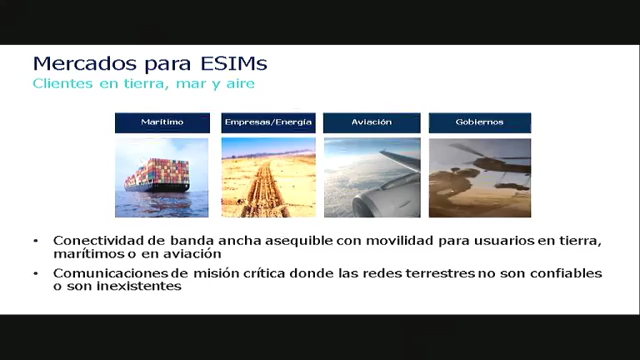 Mercados para ESIMs
Clientes en tierra, mar y aire
Marítimo
Empresas/Energía
Aviación
Gobiernos
• Conectividad de banda ancha asequible con movilidad para usuarios en tierra,
marítimos o en aviación
• Comunicaciones de misión crítica donde las redes terrestres no son confiables
o son inexistentes